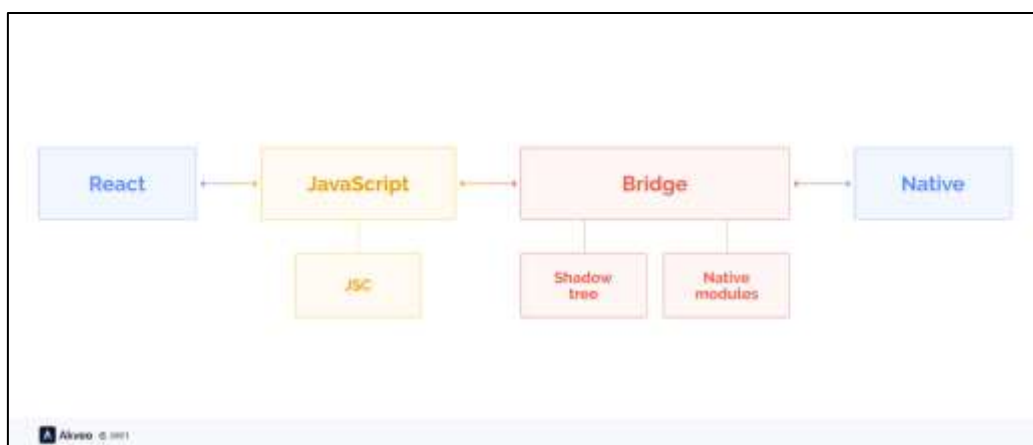 React
JavaScript
Bridge
Native
JSC
Shadow
tree
Native
modules
Akveo